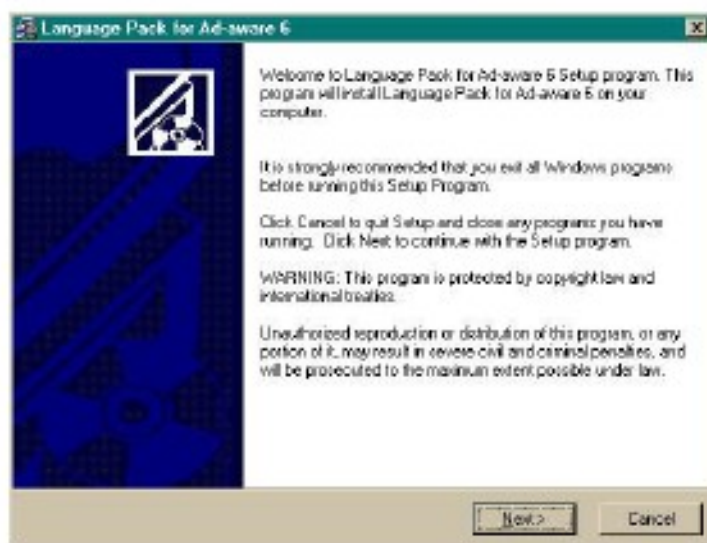 Language Pack for Ad-aware 6
Welcome to Language Pack for Ad-aware 6 Setup program. This
program will install Language Pack for Ad-aware 6 on your
computer.
It is strongly recommended that you exit all Windows programs
before running this Setup Program.
Click Cancel to quit Setup and close any programs you have
running. Click Next to continue with the Setup program.
WARNING: This program is protected by copyright law and
international treaties.
Unauthorized reproduction or distribution of this program, or any
portion of it, may result in severe civil and criminal penalties, and
will be prosecuted to the maximum extent possible under law.
Next >
Cancel